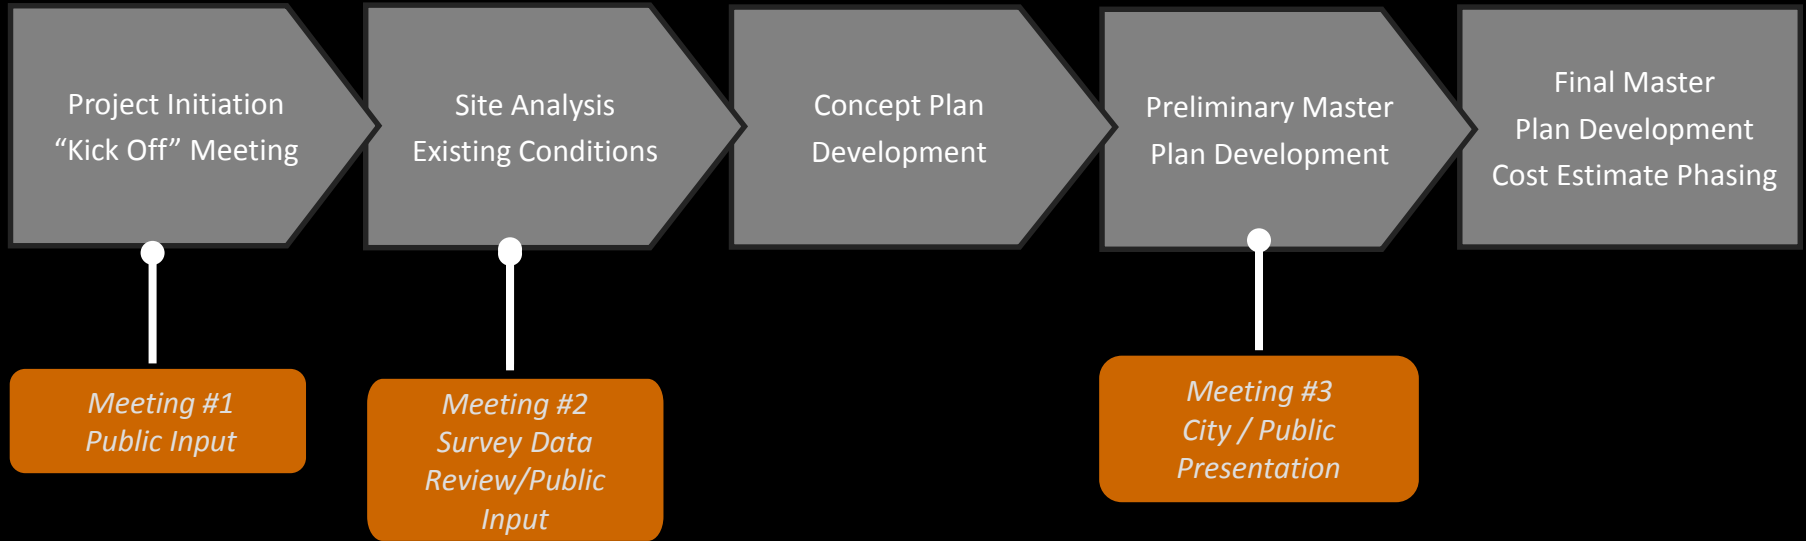 Project Initiation
“Kick Off” Meeting
Site Analysis
Existing Conditions
Concept Plan
Development
Preliminary Master
Plan Development
Final Master
Plan Development
Cost Estimate Phasing
Meeting #1
Public Input
Meeting #2
Survey Data
Review/Public
Input
Meeting #3
City / Public
Presentation